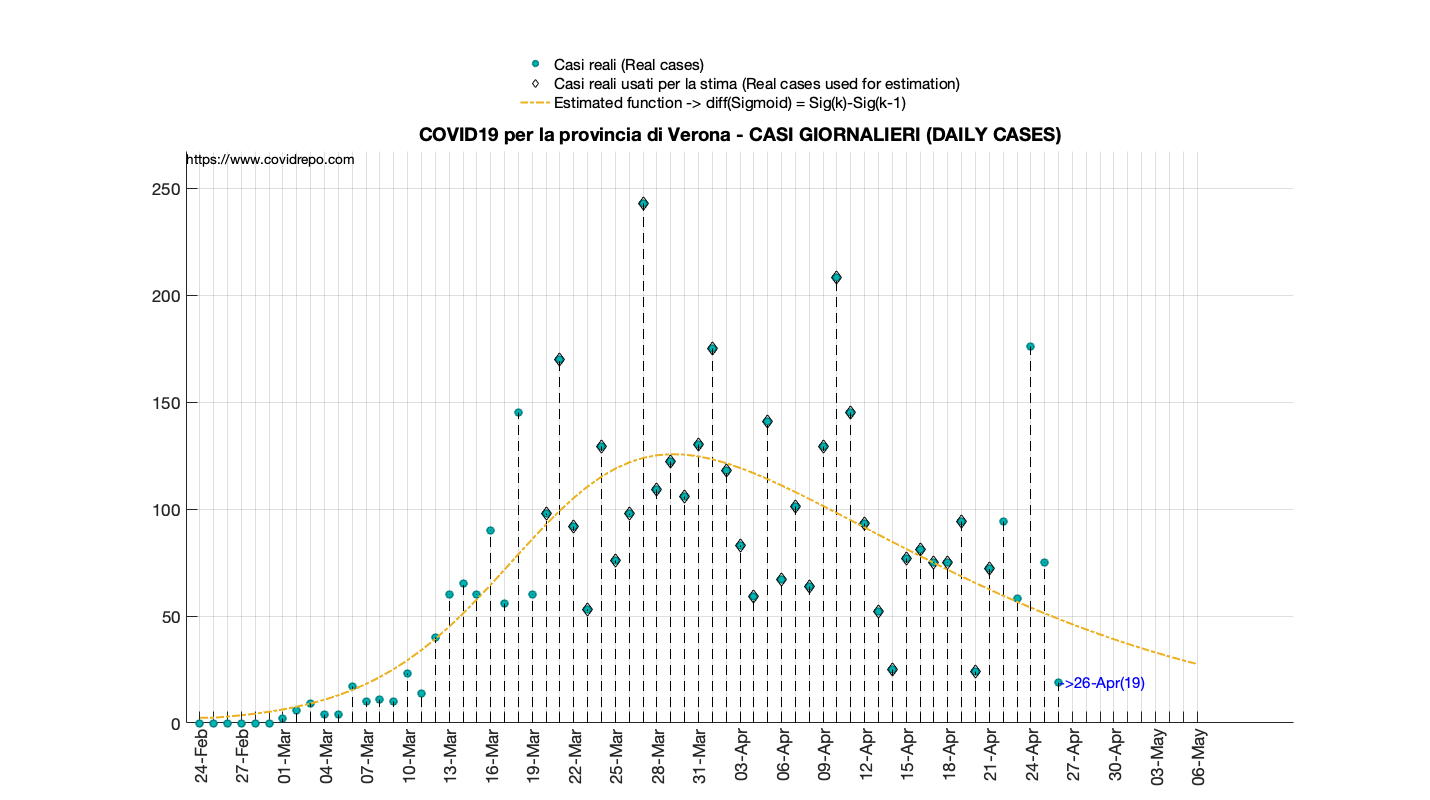 Casi reali (Real cases)
Casi reali usati per la stima (Real cases used for estimation)
Estimated function -> diff(Sigmoid) = Sig(k)-Sig(k-1)
COVID19 per la provincia di Verona - CASI GIORNALIERI (DAILY CASES)
https://www.covidrepo.com
250
200
150
100
50
0
->26-Apr(19)
24-Feb
27-Feb
01-Mar
04-Mar
07-Mar
10-Mar
13-Mar
16-Mar
19-Mar
22-Mar
25-Mar
28-Mar
31-Mar
03-Apr
06-Apr
09-Apr
12-Apr
15-Apr
18-Apr
21-Apr
24-Apr
27-Apr
30-Apr
03-May
06-May